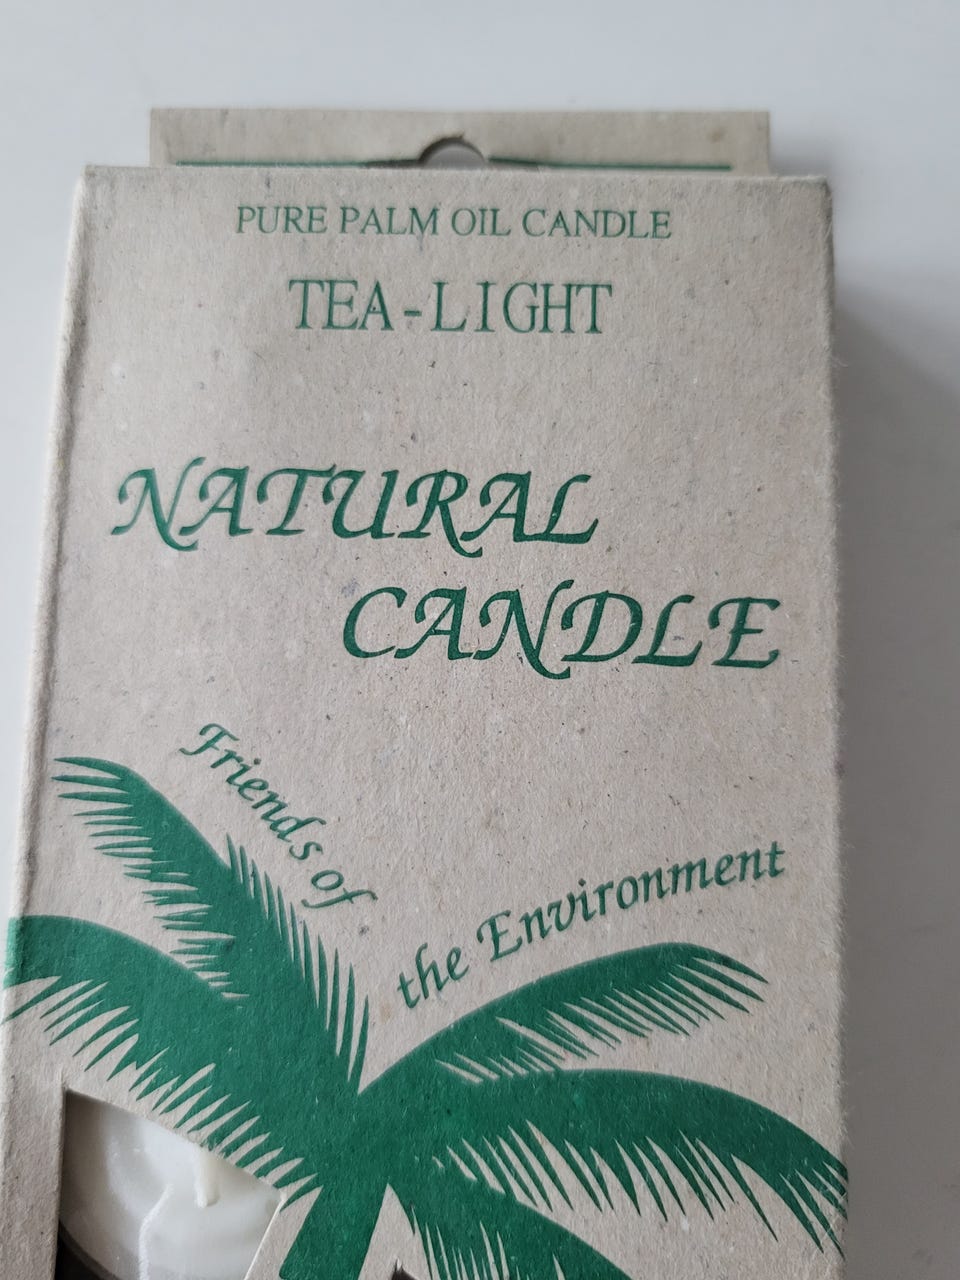 PURE PALM OIL CANDLE
TEA-LIGHT
NATURAL
CANDLE
Friends of
the Environment